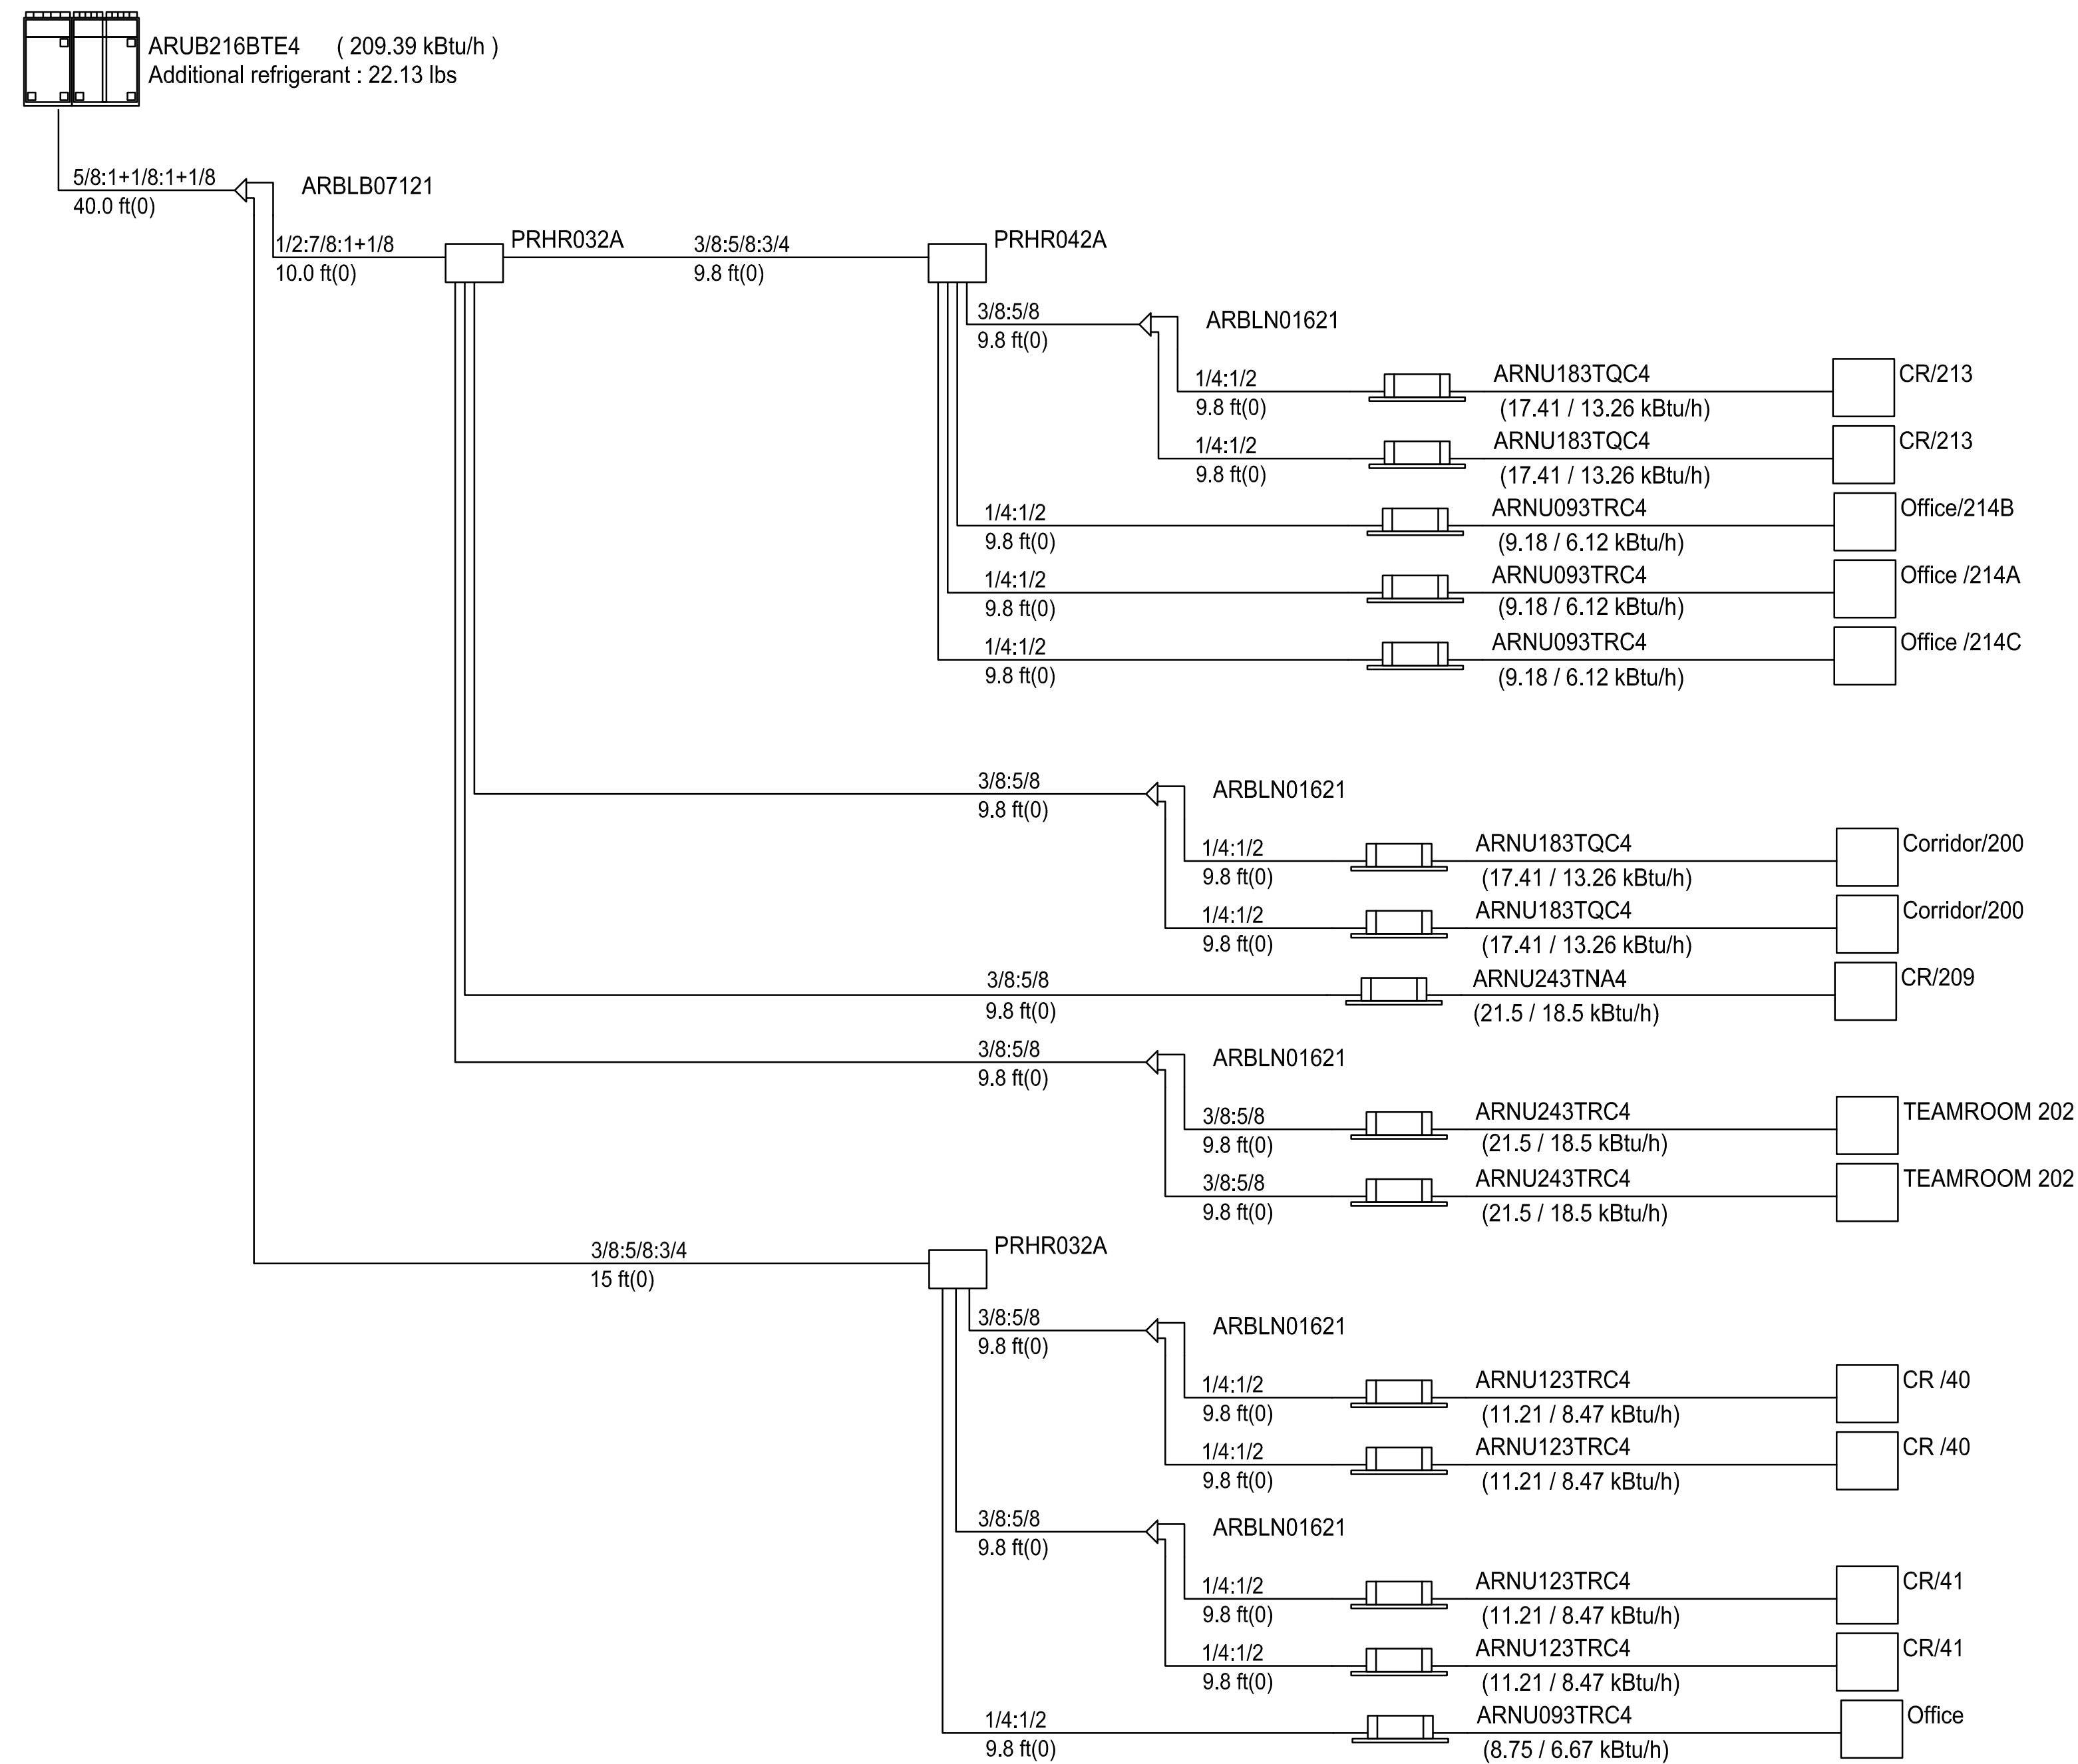 ARUB216BTE4 ( 209.39 kBtu/h )
Additional refrigerant : 22.13 lbs
5/8:1+1/8:1+1/8
40.0 ft(0)
ARBLB07121
1/2:7/8:1+1/8
10.0 ft(0)
PRHR032A
3/8:5/8:3/4
9.8 ft(0)
PRHR042A
3/8:5/8
9.8 ft(0)
ARBLN01621
1/4:1/2
9.8 ft(0)
ARNU183TQC4
(17.41 / 13.26 kBtu/h)
CR/213
1/4:1/2
9.8 ft(0)
ARNU183TQC4
(17.41 / 13.26 kBtu/h)
CR/213
1/4:1/2
9.8 ft(0)
ARNU093TRC4
(9.18 / 6.12 kBtu/h)
Office/214B
1/4:1/2
9.8 ft(0)
ARNU093TRC4
(9.18 / 6.12 kBtu/h)
Office /214A
1/4:1/2
9.8 ft(0)
ARNU093TRC4
(9.18 / 6.12 kBtu/h)
Office /214C
3/8:5/8
9.8 ft(0)
ARBLN01621
1/4:1/2
9.8 ft(0)
ARNU183TQC4
(17.41 / 13.26 kBtu/h)
Corridor/200
1/4:1/2
9.8 ft(0)
ARNU183TQC4
(17.41 / 13.26 kBtu/h)
Corridor/200
3/8:5/8
9.8 ft(0)
ARNU243TNA4
(21.5 / 18.5 kBtu/h)
CR/209
3/8:5/8
9.8 ft(0)
ARBLN01621
3/8:5/8
9.8 ft(0)
ARNU243TRC4
(21.5 / 18.5 kBtu/h)
TEAMROOM 202
3/8:5/8
9.8 ft(0)
ARNU243TRC4
(21.5 / 18.5 kBtu/h)
TEAMROOM 202
3/8:5/8:3/4
15 ft(0)
PRHR032A
3/8:5/8
9.8 ft(0)
ARBLN01621
1/4:1/2
9.8 ft(0)
ARNU123TRC4
(11.21 / 8.47 kBtu/h)
CR /40
1/4:1/2
9.8 ft(0)
ARNU123TRC4
(11.21 / 8.47 kBtu/h)
CR /40
3/8:5/8
9.8 ft(0)
ARBLN01621
1/4:1/2
9.8 ft(0)
ARNU123TRC4
(11.21 / 8.47 kBtu/h)
CR/41
1/4:1/2
9.8 ft(0)
ARNU123TRC4
(11.21 / 8.47 kBtu/h)
CR/41
1/4:1/2
9.8 ft(0)
ARNU093TRC4
(8.75 / 6.67 kBtu/h)
Office